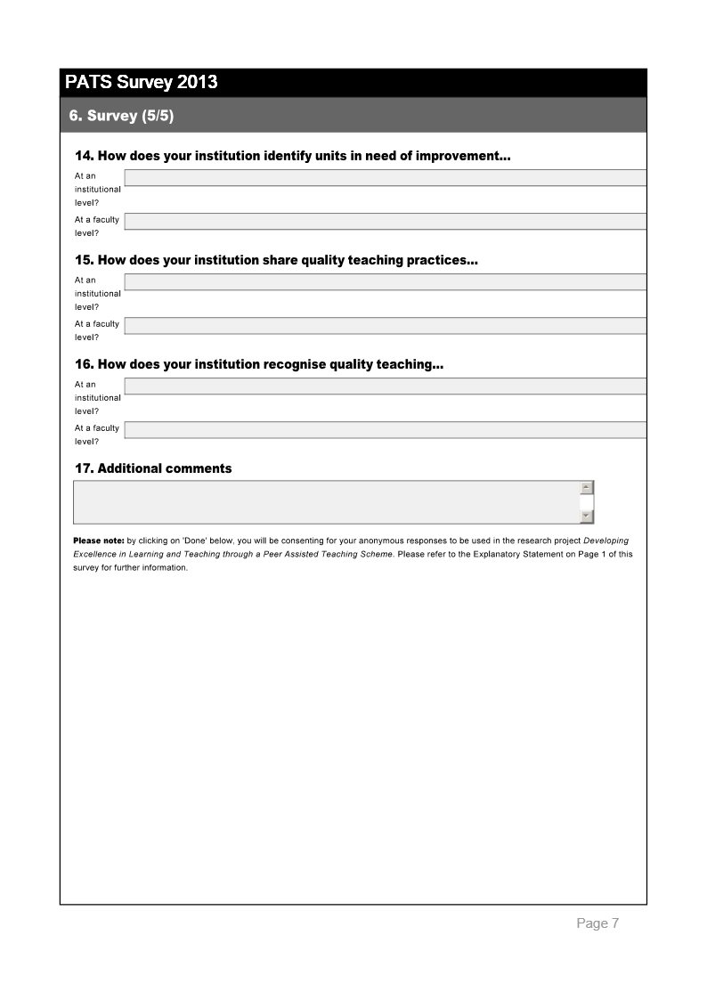 PATS Survey 2013
6. Survey (5/5)
14. How does your institution identify units in need of improvement...
At an
institutional
level?
At a faculty
level?
15. How does your institution share quality teaching practices...
At an
institutional
level?
At a faculty
level?
16. How does your institution recognise quality teaching...
At an
institutional
level?
At a faculty
level?
17. Additional comments
Please note: by clicking on 'Done' below, you will be consenting for your anonymous responses to be used in the research project Developing
Excellence in Learning and Teaching through a Peer Assisted Teaching Scheme. Please refer to the Explanatory Statement on Page 1 of this
survey for further information.
Page 7